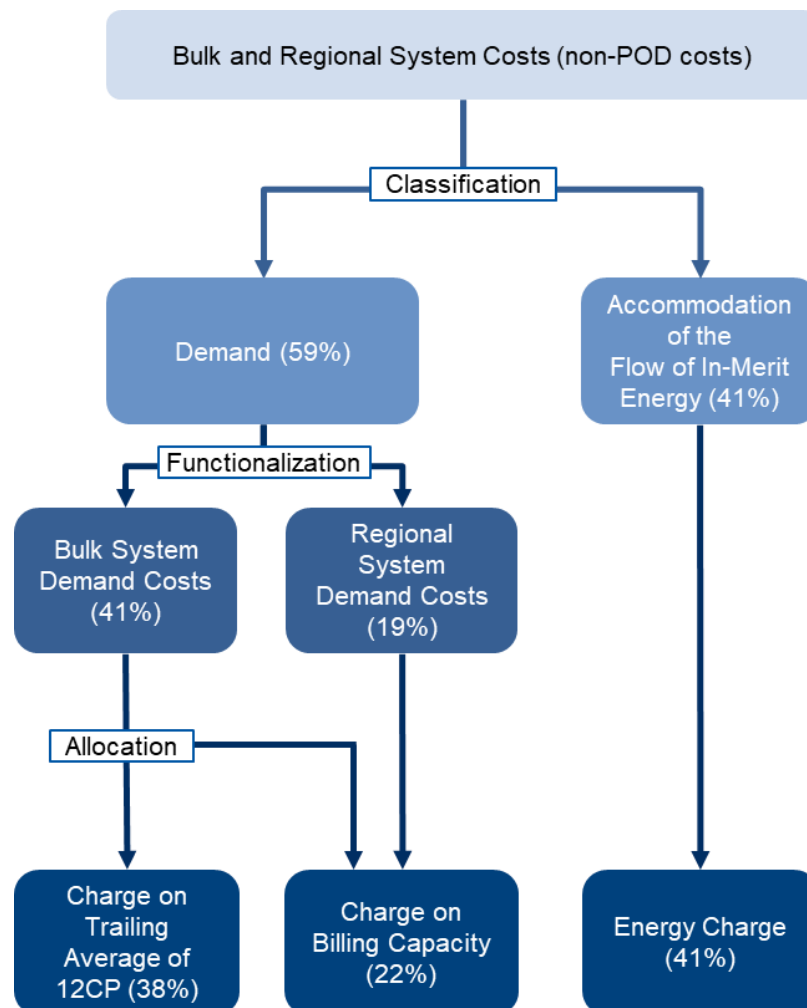 Bulk and Regional System Costs (non-POD costs)
Classification
Demand (59%)
Accommodation
of the
Flow of In-Merit
Energy (41%)
Functionalization
Bulk System
Demand Costs
(41%)
Regional
System
Demand Costs
(19%)
Allocation
Charge on
Trailing
Average of
12CP (38%)
Charge on
Billing Capacity
(22%)
Energy Charge
(41%)